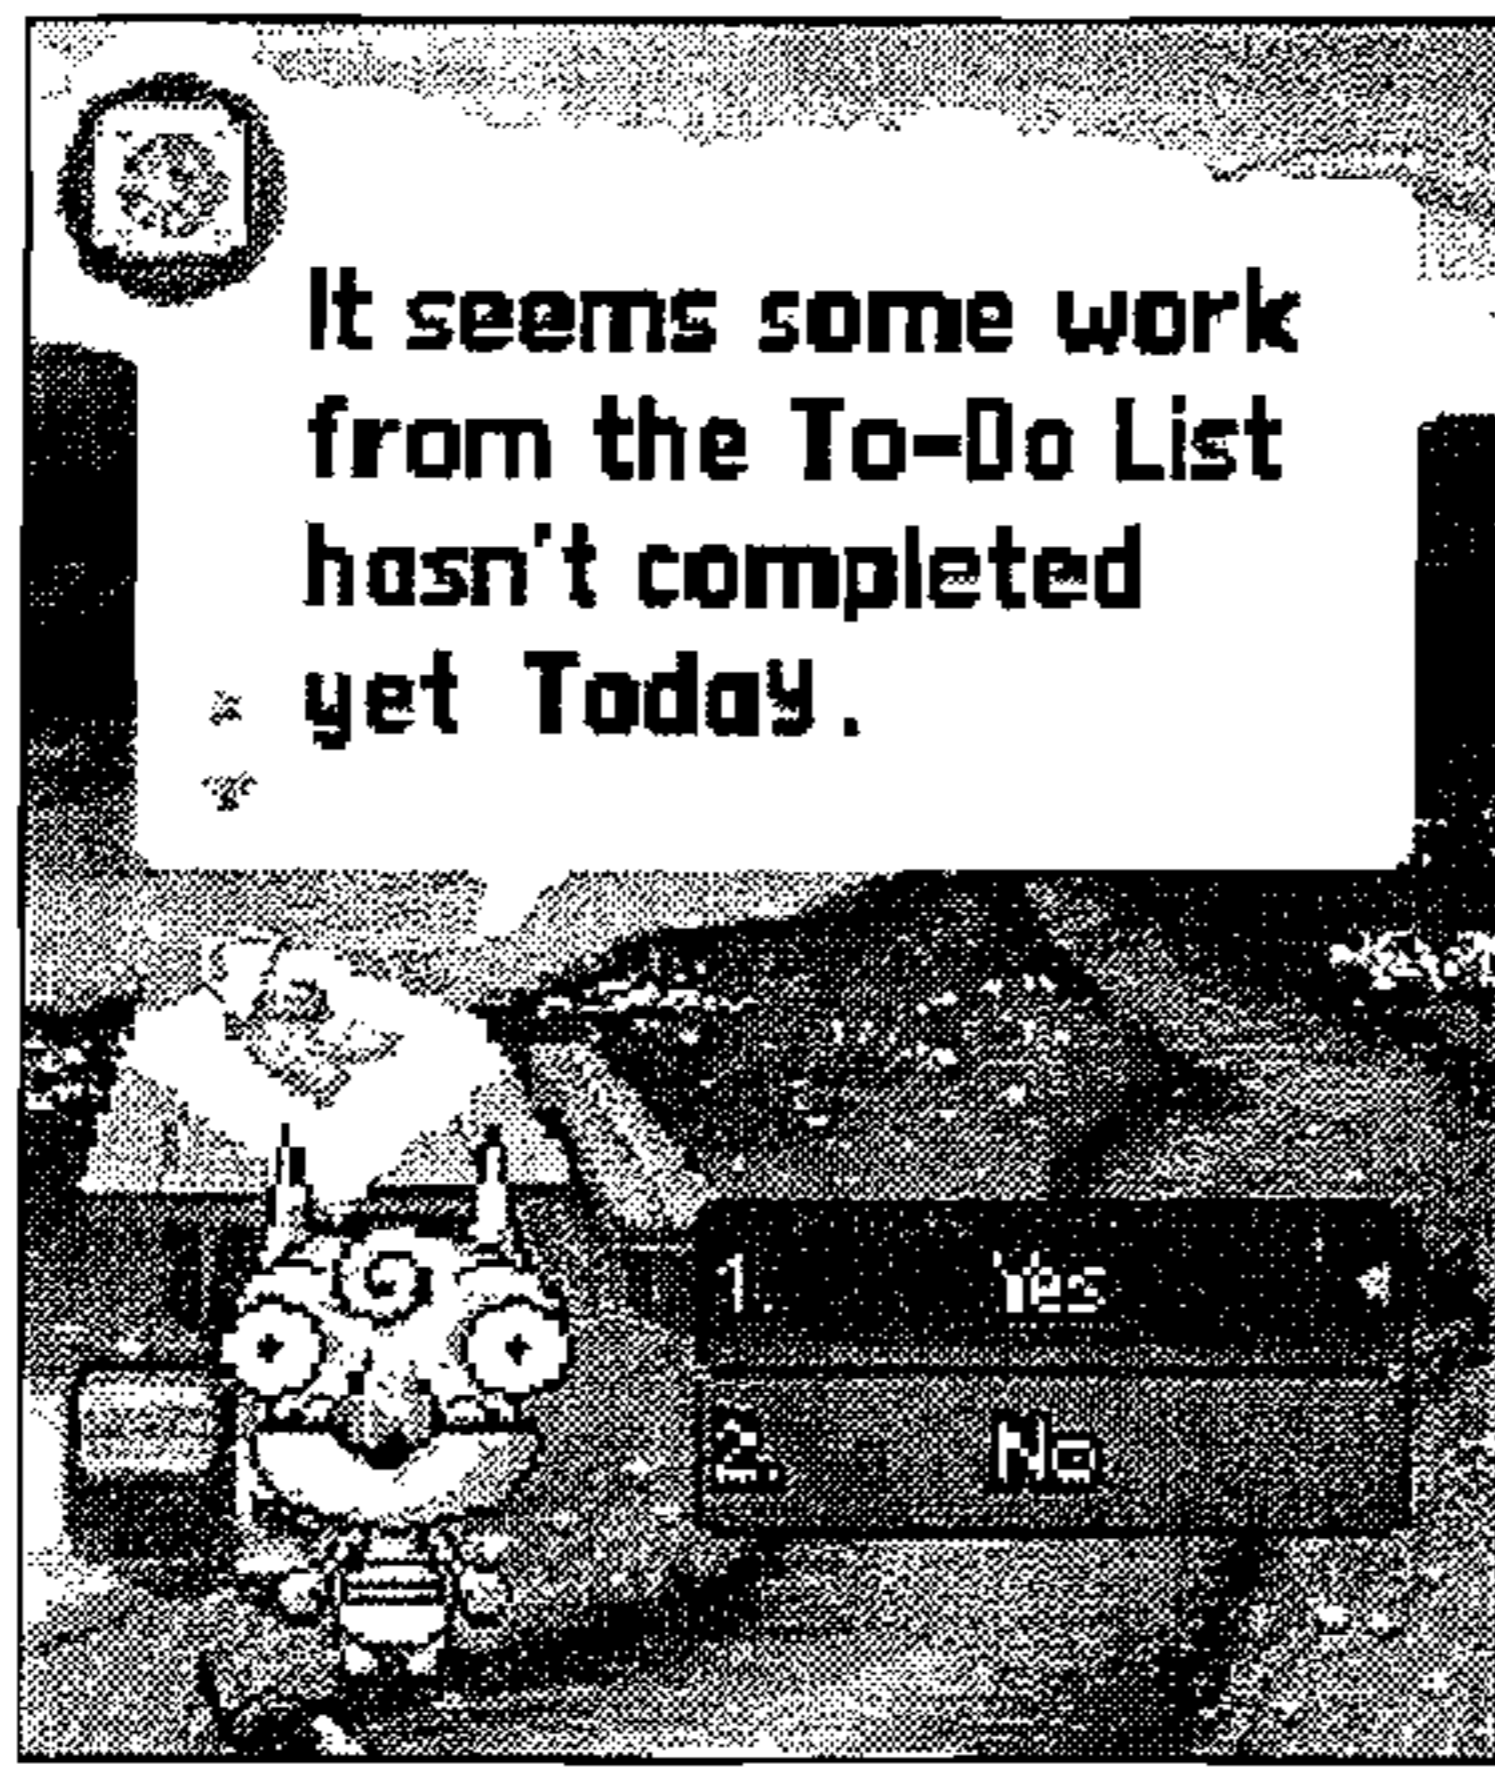 It seems some work
from the To-Do List
hasn't completed
yet Today.
1. Yes
2. No